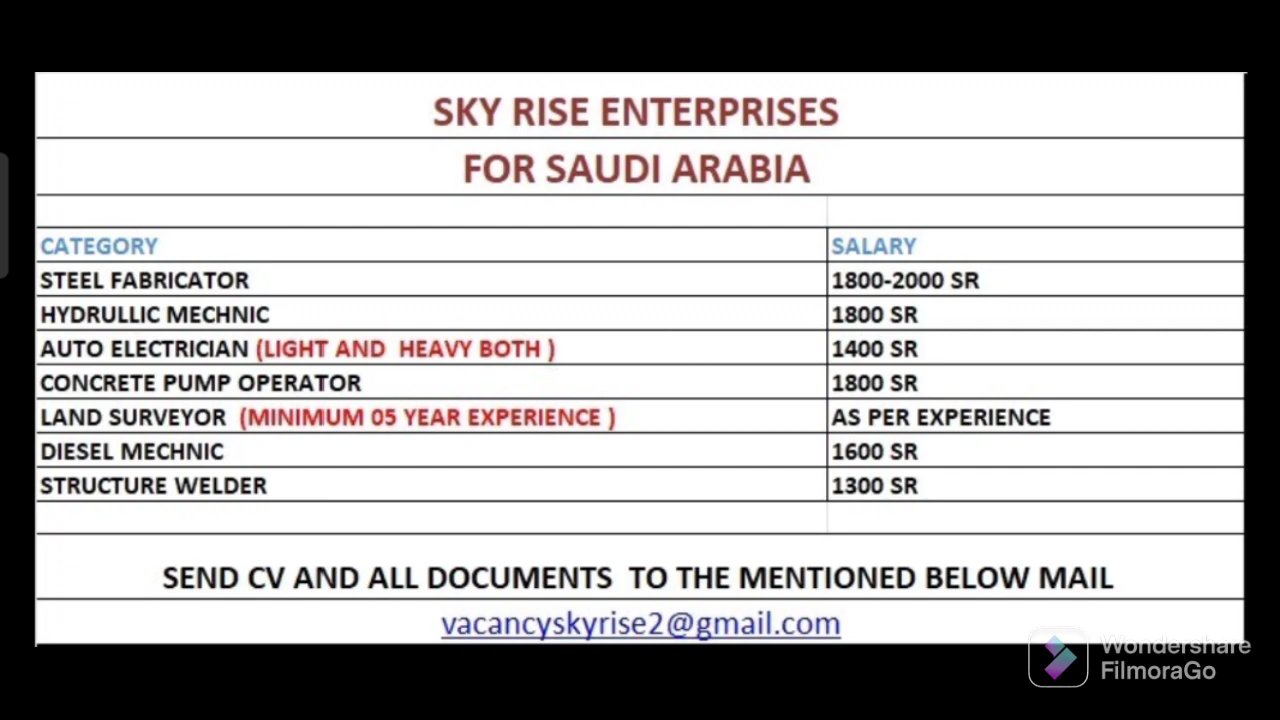 SKY RISE ENTERPRISES
FOR SAUDI ARABIA
CATEGORY SALARY
STEEL FABRICATOR 1800-2000 SR
HYDRULLIC MECHNIC 1800 SR
AUTO ELECTRICIAN (LIGHT AND HEAVY BOTH ) 1400 SR
CONCRETE PUMP OPERATOR 1800 SR
LAND SURVEYOR (MINIMUM 05 YEAR EXPERIENCE ) AS PER EXPERIENCE
DIESEL MECHNIC 1600 SR
STRUCTURE WELDER 1300 SR
SEND CV AND ALL DOCUMENTS TO THE MENTIONED BELOW MAIL
vacancyskyrise2@gmail.com
Wondershare
FilmoraGo